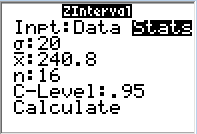 ZInterval
Inpt:Data Stats
σ:20
x̄:240.8
n:16
C-Level:.95
Calculate